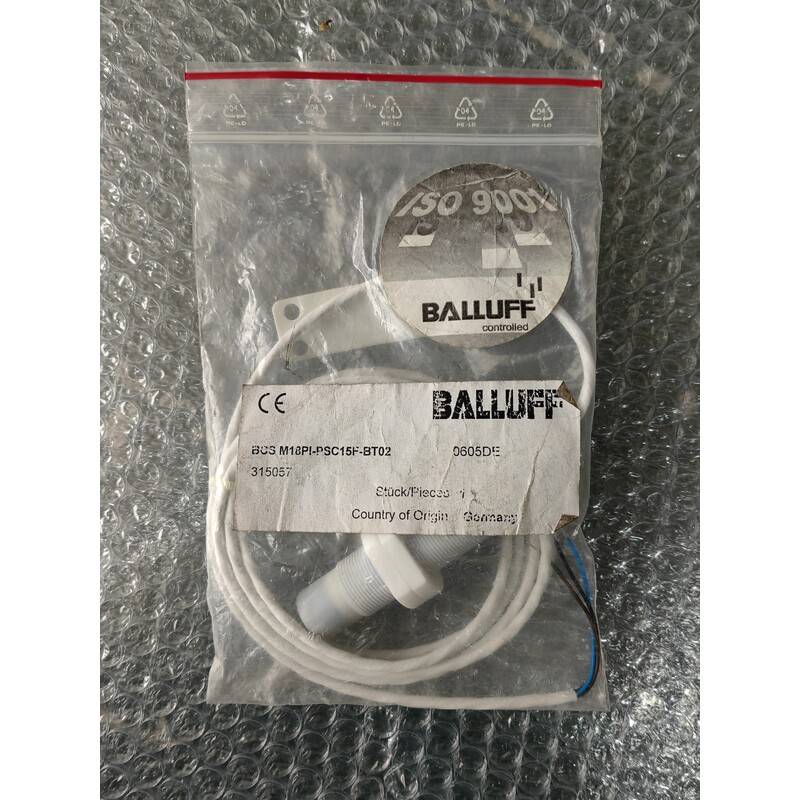 04 04 04 04 04
PE-LD PE-LD PE-LD PE-LD PE-LD
ISO 9001
BALLUFF
controlled
CE BALLUFF
BCS M18PI-PSC15F-BT02 0605DE
315057
Stück/Pieces 1
Country of Origin Germany